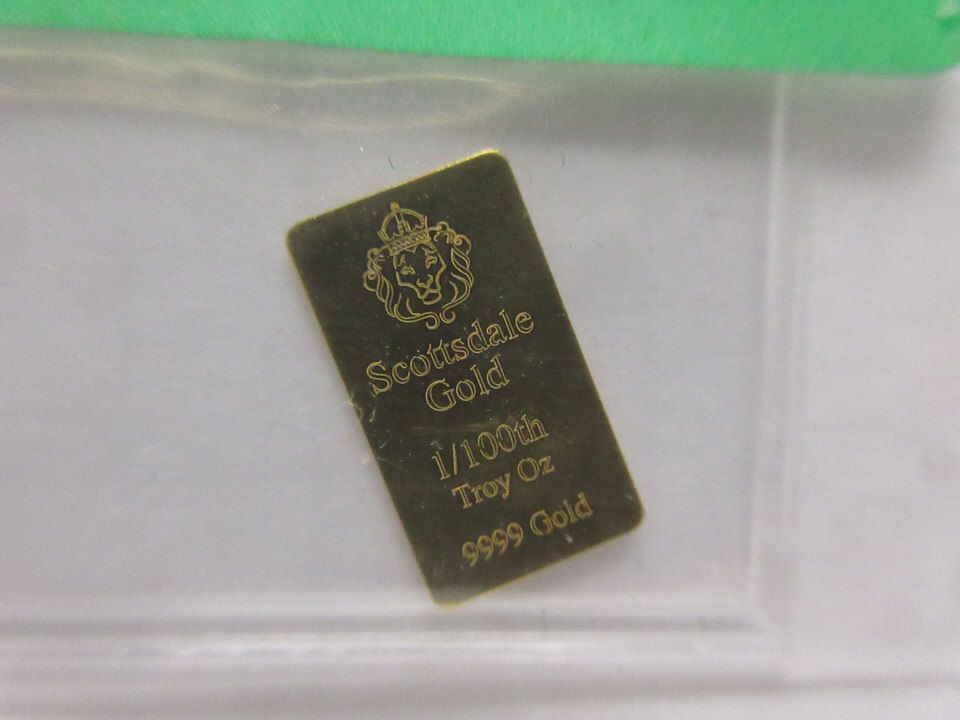 Scottsdale
Gold
1/100th
Troy Oz
.9999 Gold